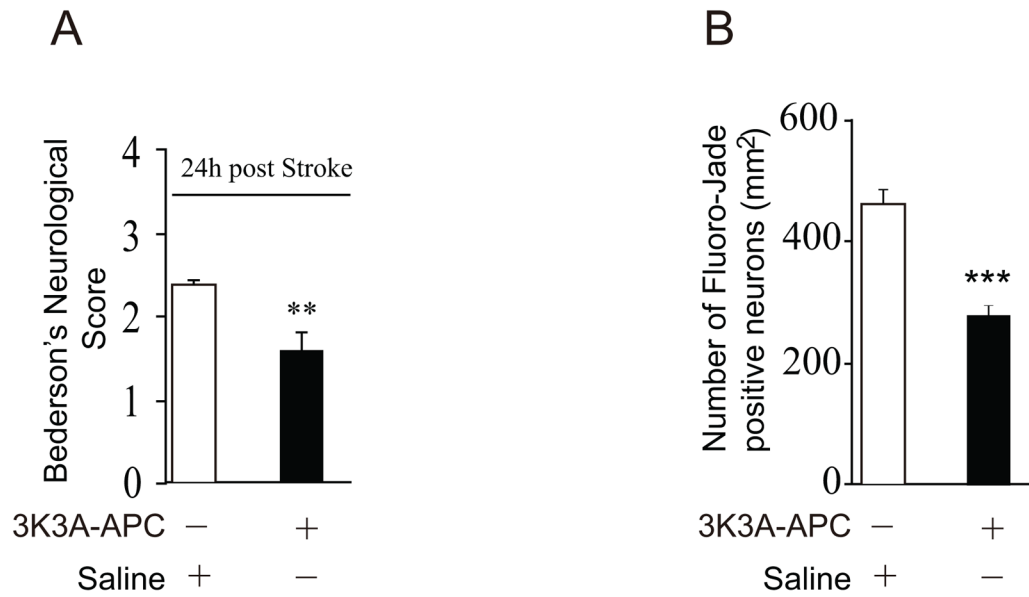 A
Bederson's Neurological
Score
4
3
2
1
0
24h post Stroke
**
3K3A-APC − +
Saline + −
B
Number of Fluoro-Jade
positive neurons (mm²)
600
400
200
0
***
3K3A-APC − +
Saline + −